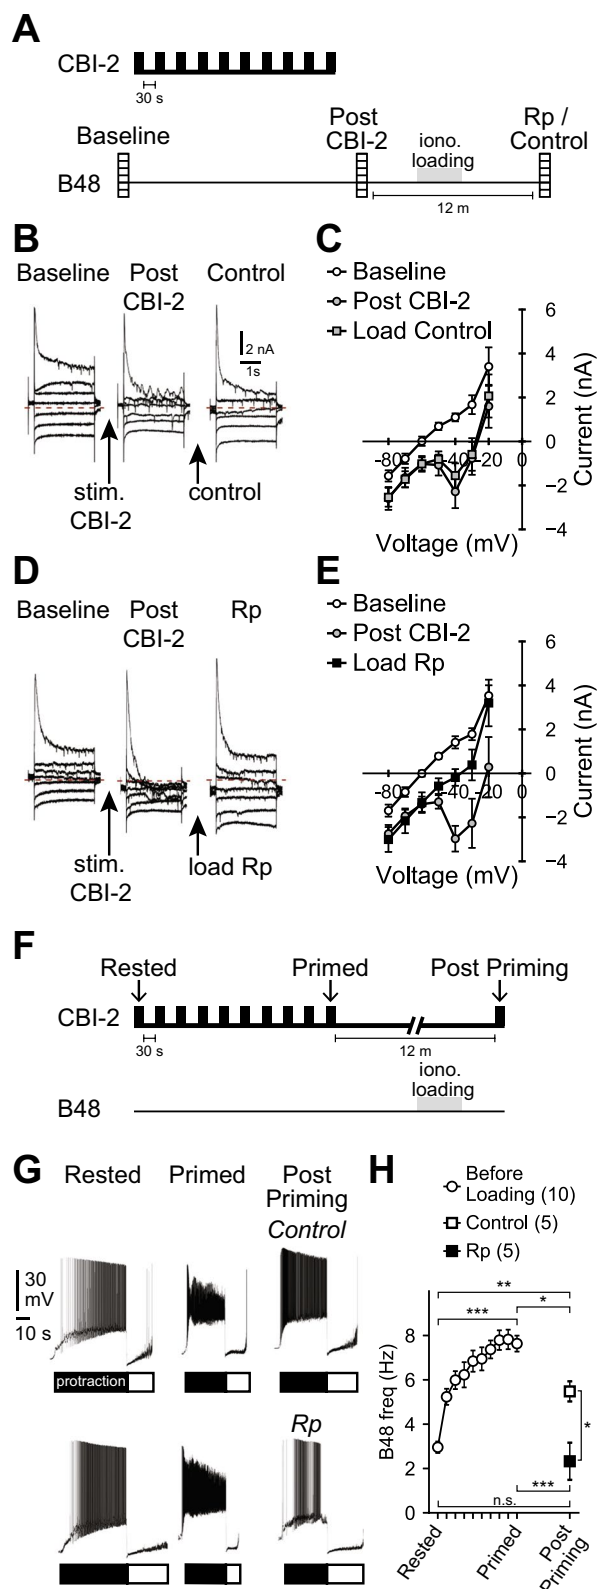 A
CBI-2
30 s
Baseline
Post
CBI-2
iono.
loading
Rp /
Control
B48
12 m
B
Baseline
Post
CBI-2
Control
2 nA
1s
stim.
CBI-2
control
C
Baseline
Post CBI-2
Load Control
6
4
2
0
−2
−4
-80
-60
-40
-20
0
Current (nA)
Voltage (mV)
D
Baseline
Post
CBI-2
Rp
stim.
CBI-2
load Rp
E
Baseline
Post CBI-2
Load Rp
6
4
2
0
−2
−4
-80
-60
-40
-20
0
Current (nA)
Voltage (mV)
F
Rested
Primed
Post Priming
CBI-2
30 s
12 m
iono.
loading
B48
G
Rested
Primed
Post
Priming
Control
30
mV
10 s
protraction
Rp
H
Before
Loading (10)
Control (5)
Rp (5)
**
***
*
*
***
n.s.
8
6
4
2
0
B48 freq (Hz)
Rested
Primed
Post
Priming